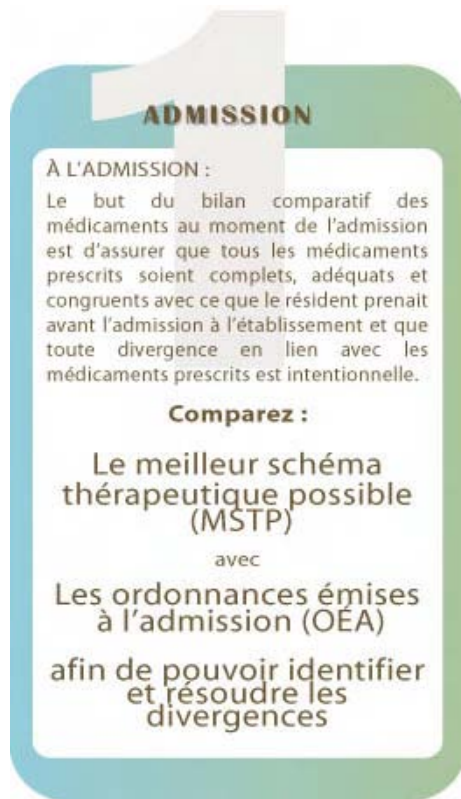 1
ADMISSION
À L'ADMISSION :
Le but du bilan comparatif des
médicaments au moment de l'admission
est d'assurer que tous les médicaments
prescrits soient complets, adéquats et
congruents avec ce que le résident prenait
avant l'admission à l'établissement et que
toute divergence en lien avec les
médicaments prescrits est intentionnelle.
Comparez :
Le meilleur schéma
thérapeutique possible
(MSTP)
avec
Les ordonnances émises
à l'admission (OÉA)
afin de pouvoir identifier
et résoudre les
divergences